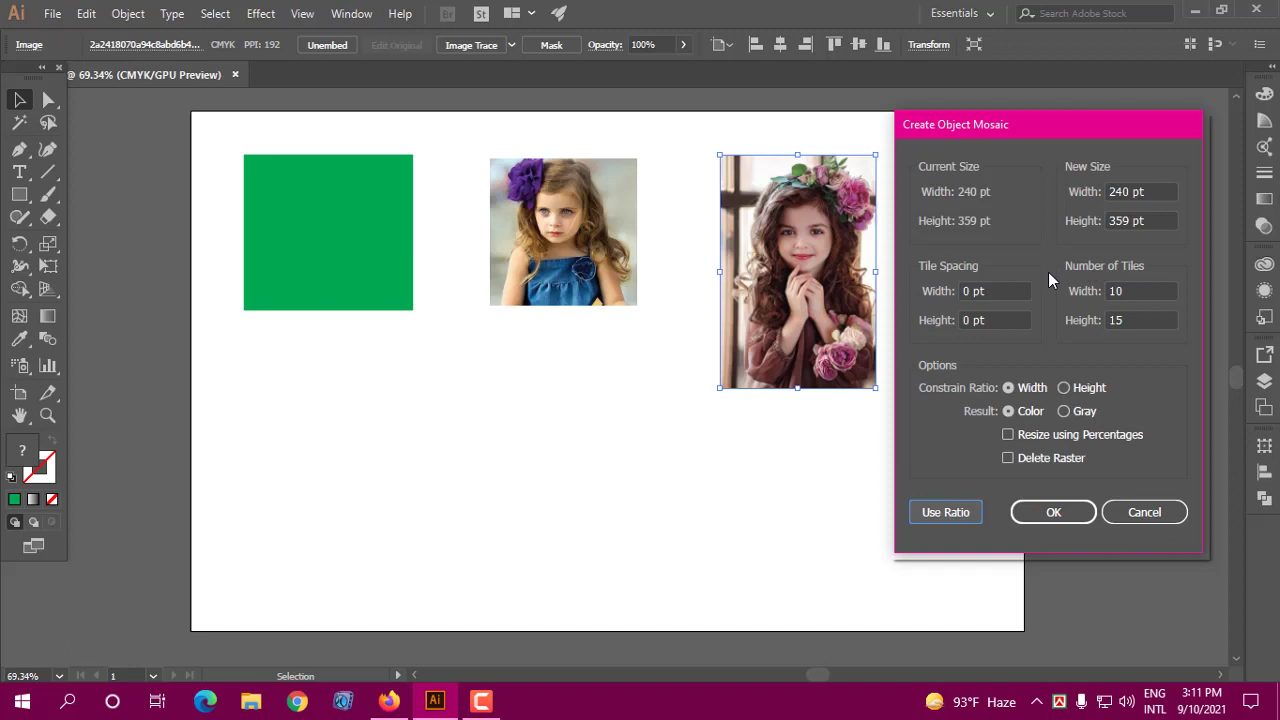 Ai File Edit Object Type Select Effect View Window Help Br St Essentials Search Adobe Stock
Image 2a2418070a94c8abd6b4... CMYK PPI: 192 Unembed Edit Original Image Trace Mask Opacity: 100% Transform
@ 69.34% (CMYK/GPU Preview)
Create Object Mosaic
Current Size New Size
Width: 240 pt Width: 240 pt
Height: 359 pt Height: 359 pt
Tile Spacing Number of Tiles
Width: 0 pt Width: 10
Height: 0 pt Height: 15
Options
Constrain Ratio: Width Height
Result: Color Gray
Resize using Percentages
Delete Raster
Use Ratio OK Cancel
?
69.34% 1 Selection
Ai 93°F Haze ENG INTL 3:11 PM 9/10/2021